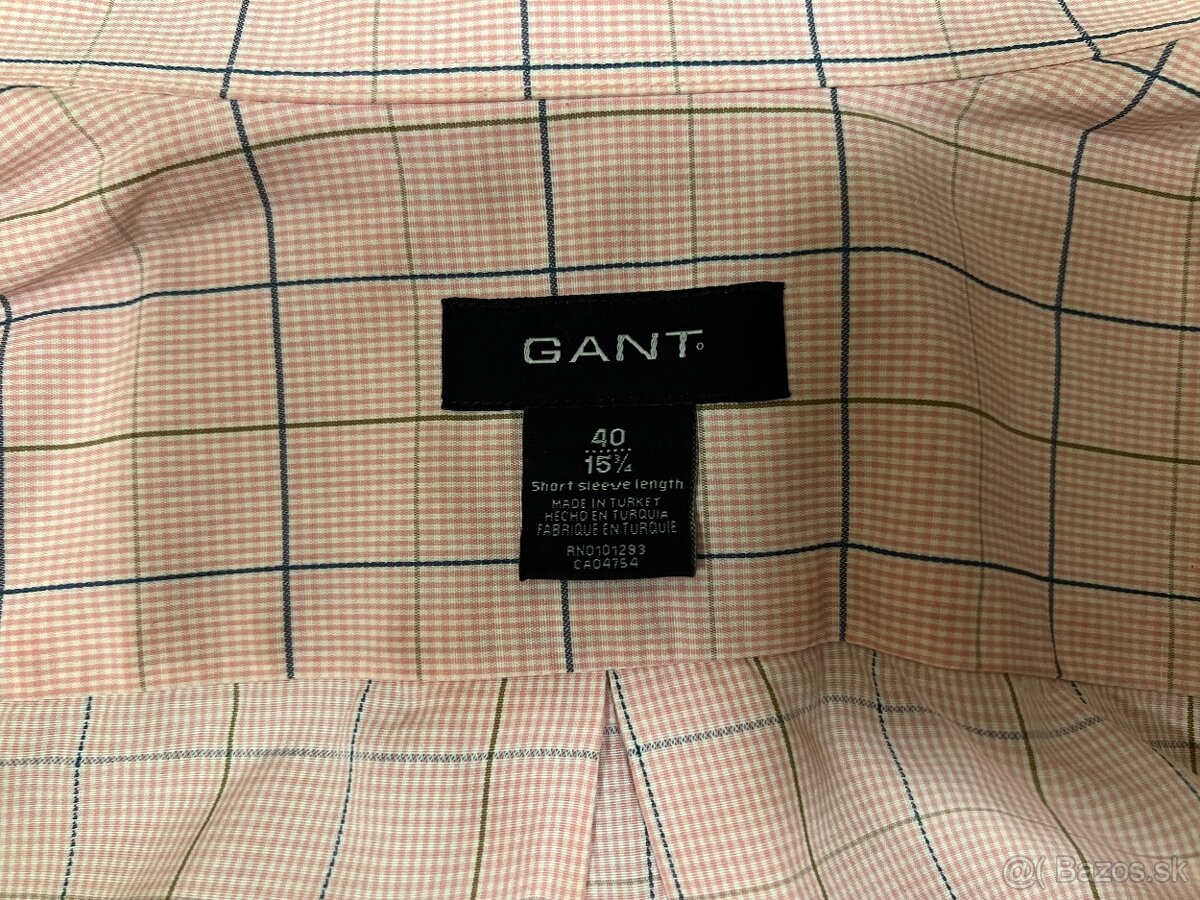 GANT
40
15¾
Short sleeve length
MADE IN TURKEY
HECHO EN TURQUIA
FABRIQUE EN TURQUIE
RN0101293
CA04754
@( Bazos.sk